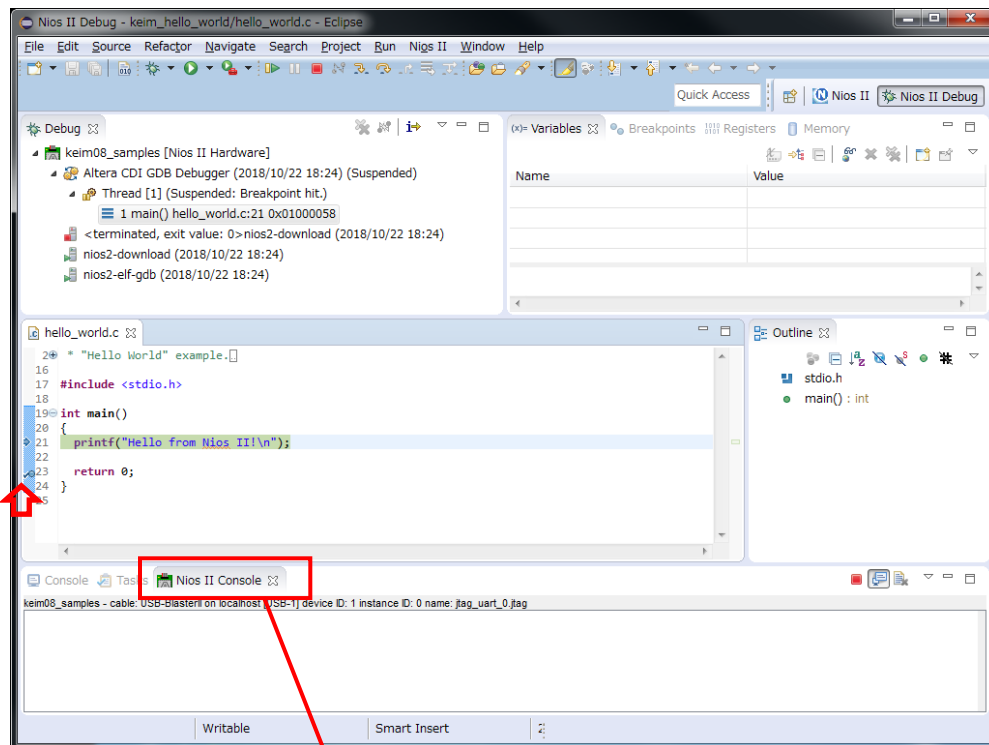 Nios II Debug - keim_hello_world/hello_world.c - Eclipse
File Edit Source Refactor Navigate Search Project Run Nios II Window Help
010
Quick Access Nios II Nios II Debug
Debug
keim08_samples [Nios II Hardware]
Altera CDI GDB Debugger (2018/10/22 18:24) (Suspended)
Thread [1] (Suspended: Breakpoint hit.)
1 main() hello_world.c:21 0x01000058
<terminated, exit value: 0>nios2-download (2018/10/22 18:24)
nios2-download (2018/10/22 18:24)
nios2-elf-gdb (2018/10/22 18:24)
(x)= Variables Breakpoints Registers Memory
Name Value
hello_world.c
2 * "Hello World" example.
16
17 #include <stdio.h>
18
19 int main()
20 {
21 printf("Hello from Nios II!\n");
22
23 return 0;
24 }
25
Outline
stdio.h
main() : int
Console Tasks Nios II Console
keim08_samples - cable: USB-BlasterII on localhost [USB-1] device ID: 1 instance ID: 0 name: jtag_uart_0.jtag
Writable Smart Insert